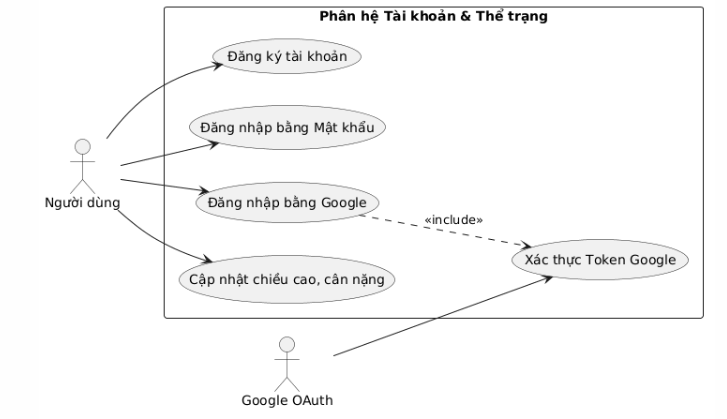 Phân hệ Tài khoản & Thể trạng
Đăng ký tài khoản
Đăng nhập bằng Mật khẩu
Người dùng
Đăng nhập bằng Google
«include»
Xác thực Token Google
Cập nhật chiều cao, cân nặng
Google OAuth